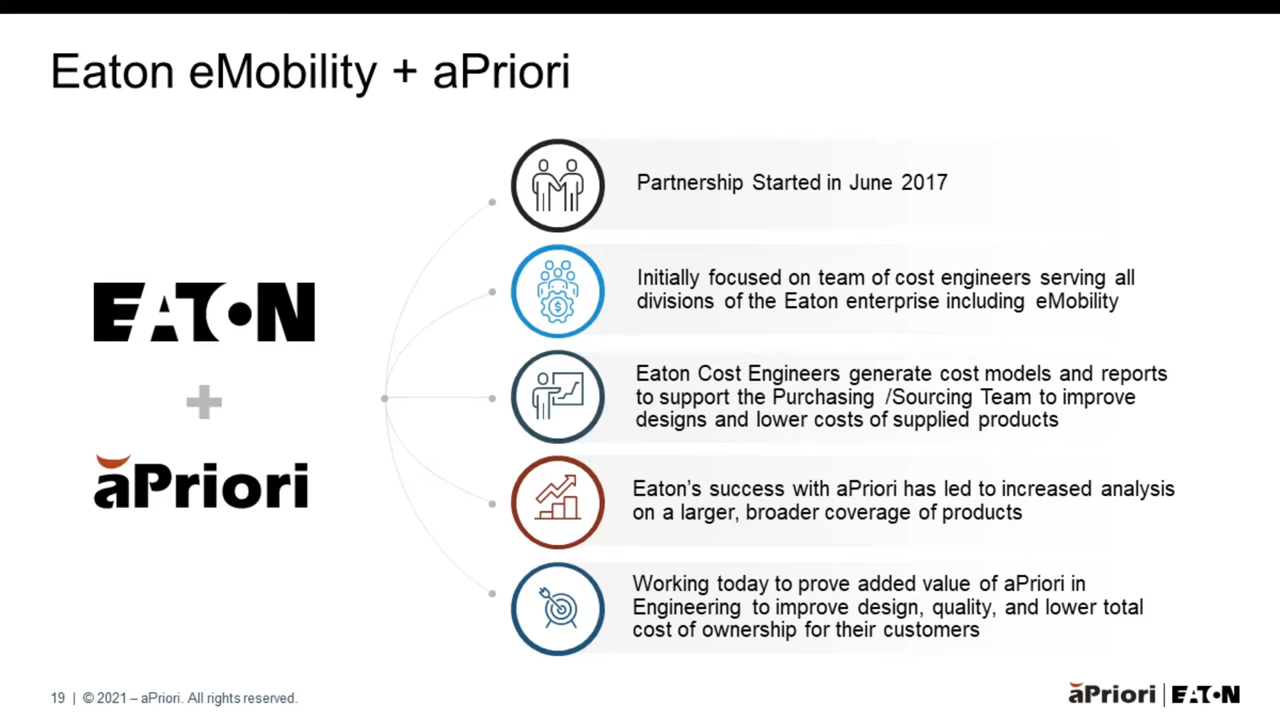 Eaton eMobility + aPriori
Partnership Started in June 2017
Initially focused on team of cost engineers serving all
divisions of the Eaton enterprise including eMobility
EATON
+
aPriori
Eaton Cost Engineers generate cost models and reports
to support the Purchasing /Sourcing Team to improve
designs and lower costs of supplied products
Eaton’s success with aPriori has led to increased analysis
on a larger, broader coverage of products
Working today to prove added value of aPriori in
Engineering to improve design, quality, and lower total
cost of ownership for their customers
$
19 | © 2021 – aPriori. All rights reserved.
aPriori | EATON